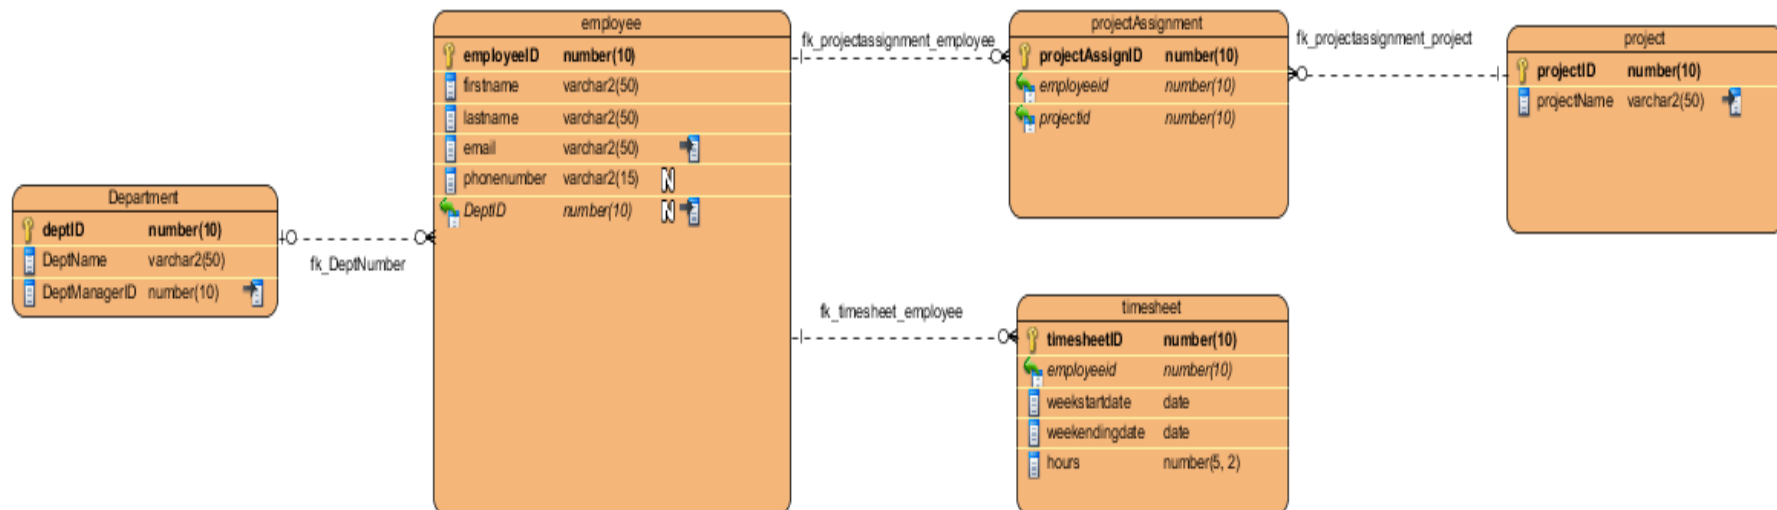 Department
deptID number(10)
DeptName varchar2(50)
DeptManagerID number(10)
fk_DeptNumber
employee
employeeID number(10)
firstname varchar2(50)
lastname varchar2(50)
email varchar2(50)
phonenumber varchar2(15) N
DeptID number(10) N
fk_projectassignment_employee
fk_timesheet_employee
projectAssignment
projectAssignID number(10)
employeeid number(10)
projectid number(10)
timesheet
timesheetID number(10)
employeeid number(10)
weekstartdate date
weekendingdate date
hours number(5, 2)
fk_projectassignment_project
project
projectID number(10)
projectName varchar2(50)